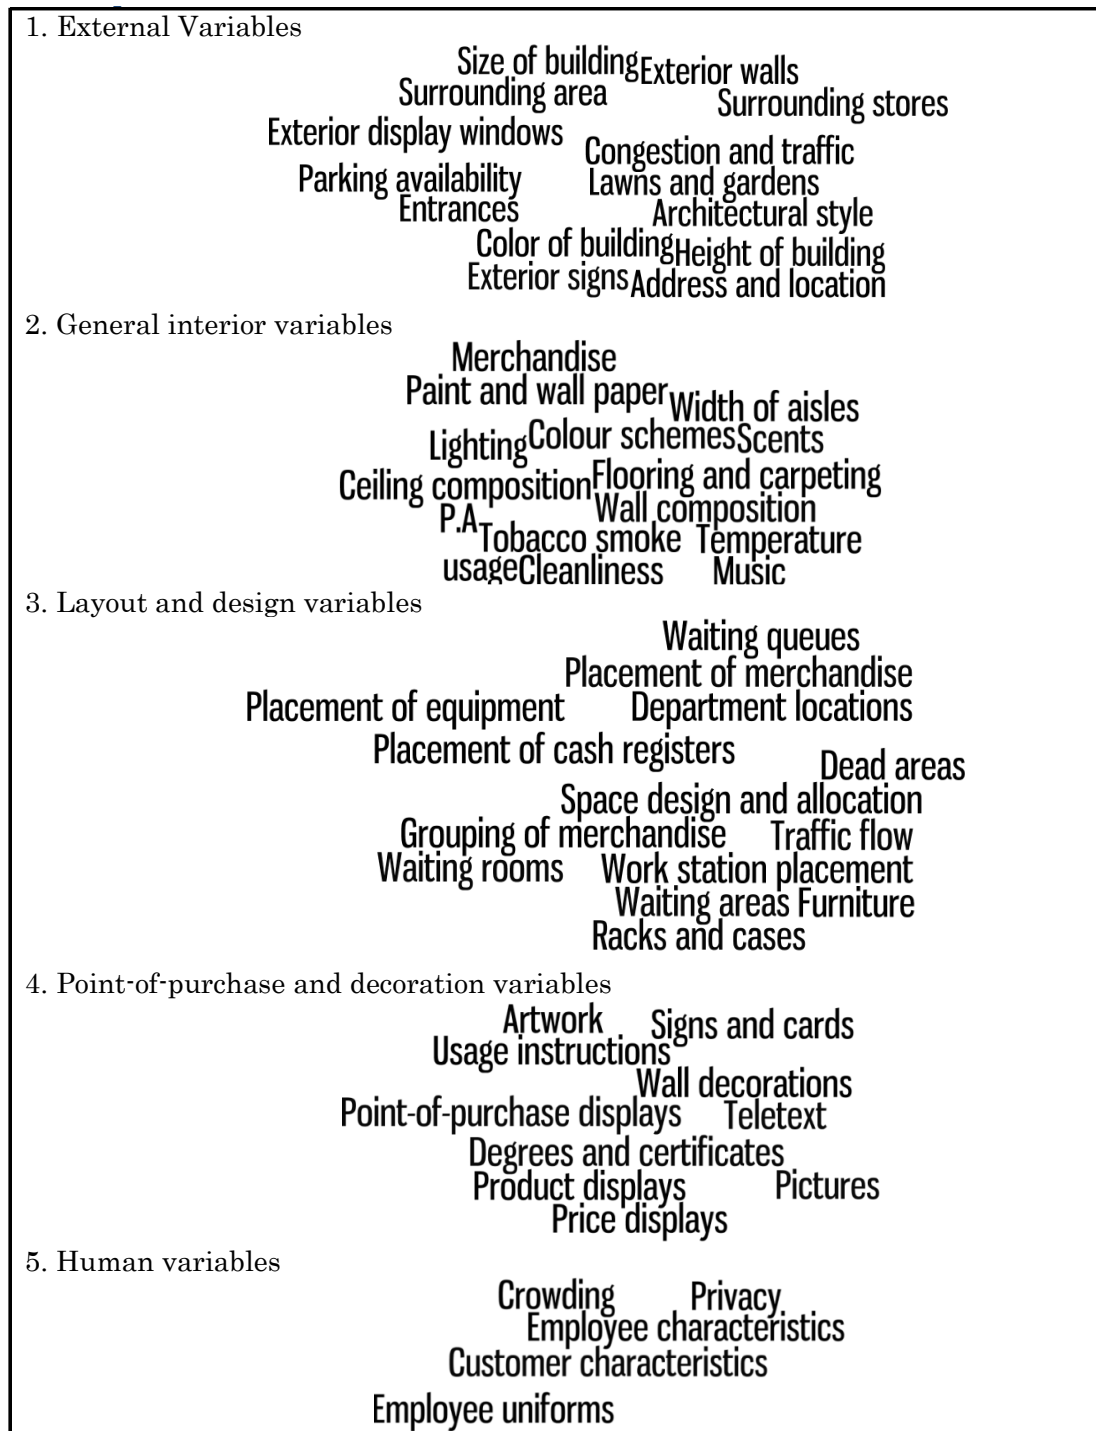 1. External Variables
Size of building Exterior walls
Surrounding area Surrounding stores
Exterior display windows
Congestion and traffic
Parking availability Lawns and gardens
Entrances Architectural style
Color of building Height of building
Exterior signs Address and location
2. General interior variables
Merchandise
Paint and wall paper Width of aisles
Lighting Colour schemes Scents
Ceiling composition Flooring and carpeting
P.A Wall composition
Tobacco smoke Temperature
usage Cleanliness Music
3. Layout and design variables
Waiting queues
Placement of merchandise
Placement of equipment Department locations
Placement of cash registers Dead areas
Space design and allocation
Grouping of merchandise Traffic flow
Waiting rooms Work station placement
Waiting areas Furniture
Racks and cases
4. Point-of-purchase and decoration variables
Artwork Signs and cards
Usage instructions
Wall decorations
Point-of-purchase displays Teletext
Degrees and certificates
Product displays Pictures
Price displays
5. Human variables
Crowding Privacy
Employee characteristics
Customer characteristics
Employee uniforms